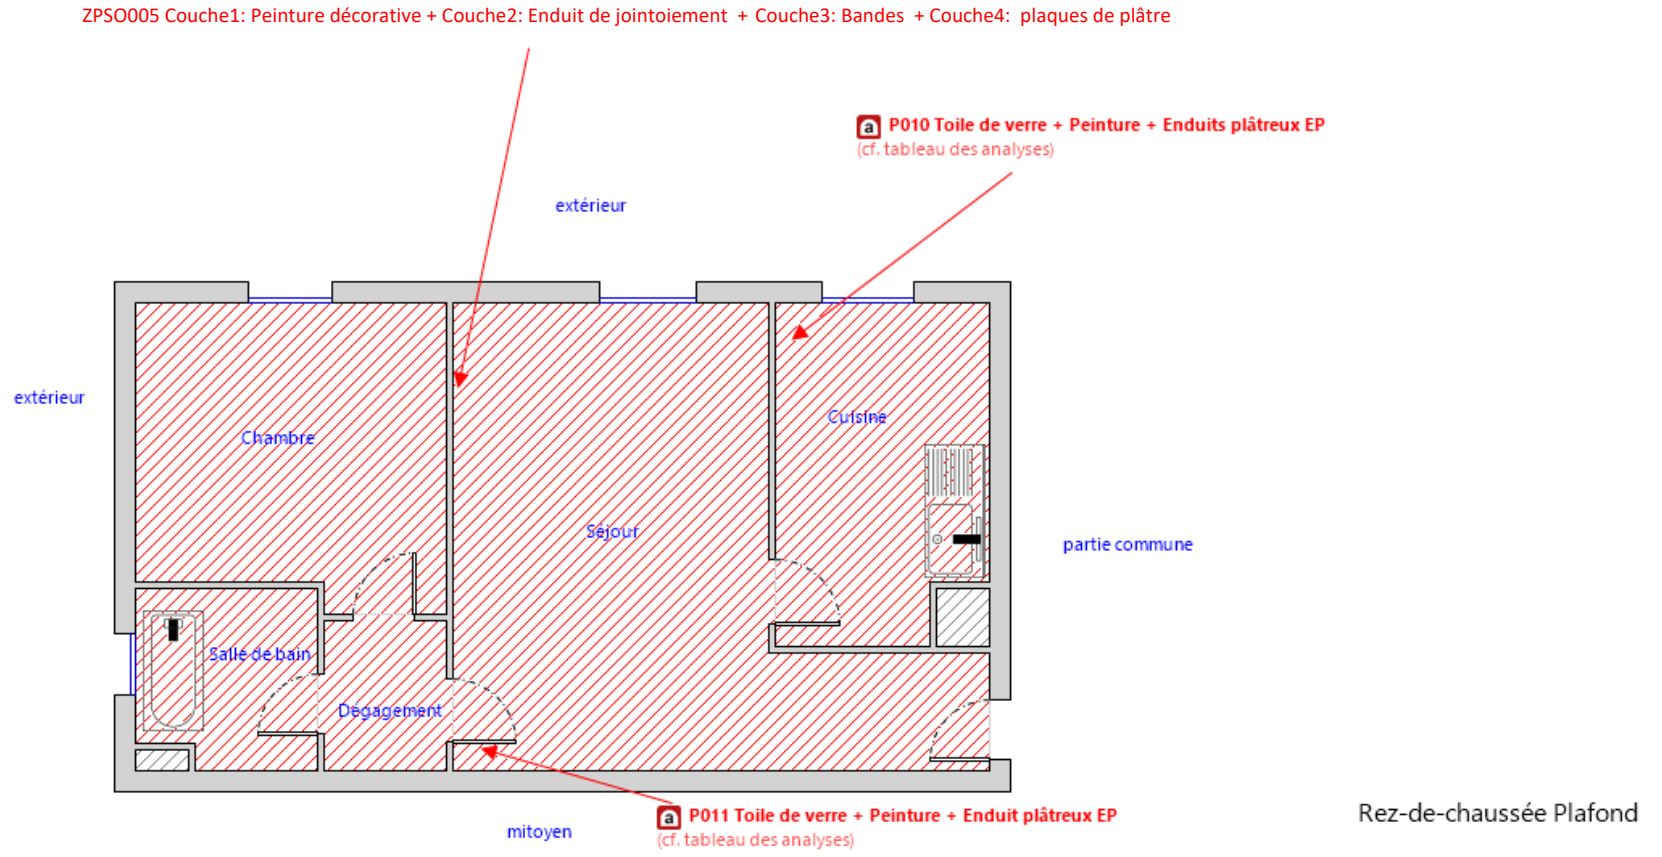 ZPSO005 Couche1: Peinture décorative + Couche2: Enduit de jointoiement + Couche3: Bandes + Couche4: plaques de plâtre
a P010 Toile de verre + Peinture + Enduits plâtreux EP
(cf. tableau des analyses)
extérieur
extérieur
Cuisine
Chambre
Séjour
partie commune
Salle de bain
Dégagement
a P011 Toile de verre + Peinture + Enduit plâtreux EP
(cf. tableau des analyses)
mitoyen
Rez-de-chaussée Plafond